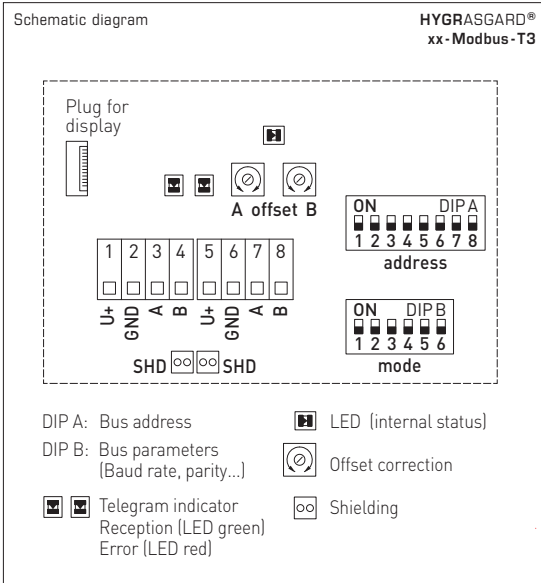 Schematic diagram
HYGRASGARD®
xx-Modbus-T3
Plug for
display
A offset B
ON DIP A
1 2 3 4 5 6 7 8
address
1 2 3 4 5 6 7 8
U+ GND A B U+ GND A B
ON DIP B
1 2 3 4 5 6
mode
SHD SHD
DIP A: Bus address
DIP B: Bus parameters
(Baud rate, parity...)
Telegram indicator
Reception (LED green)
Error (LED red)
LED (internal status)
Offset correction
Shielding